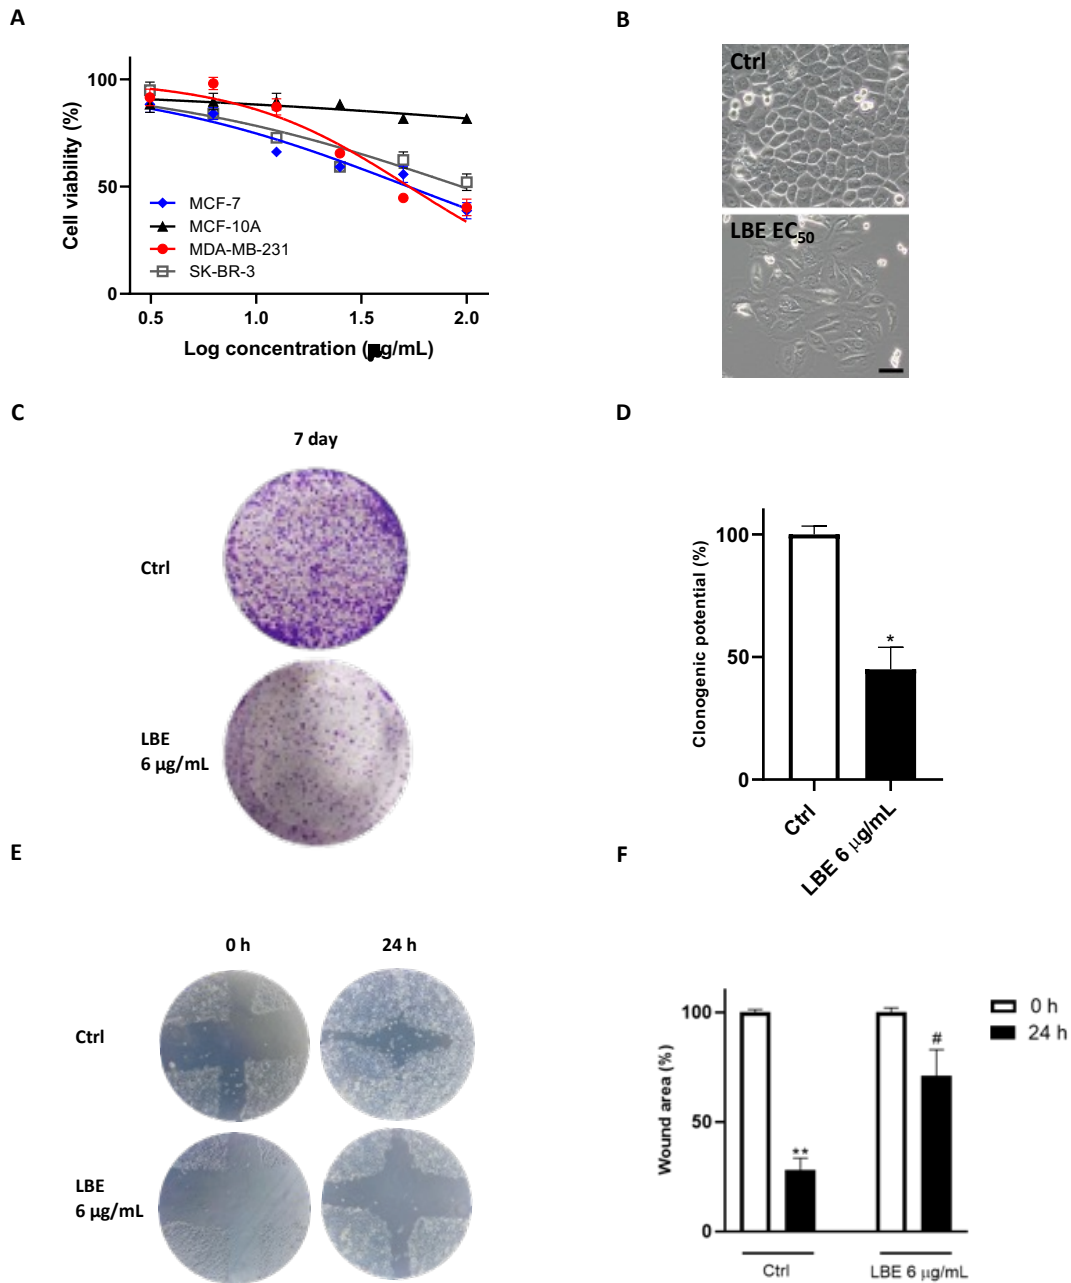 A
100
50
0
Cell viability (%)
MCF-7
MCF-10A
MDA-MB-231
SK-BR-3
0.5 1.0 1.5 2.0
Log concentration (μg/mL)
B
Ctrl
LBE EC50
C
7 day
Ctrl
LBE
6 µg/mL
D
100
50
0
Clonogenic potential (%)
*
Ctrl
LBE 6 µg/mL
E
0 h 24 h
Ctrl
LBE
6 µg/mL
F
100
50
0
Wound area (%)
**
#
0 h
24 h
Ctrl LBE 6 µg/mL